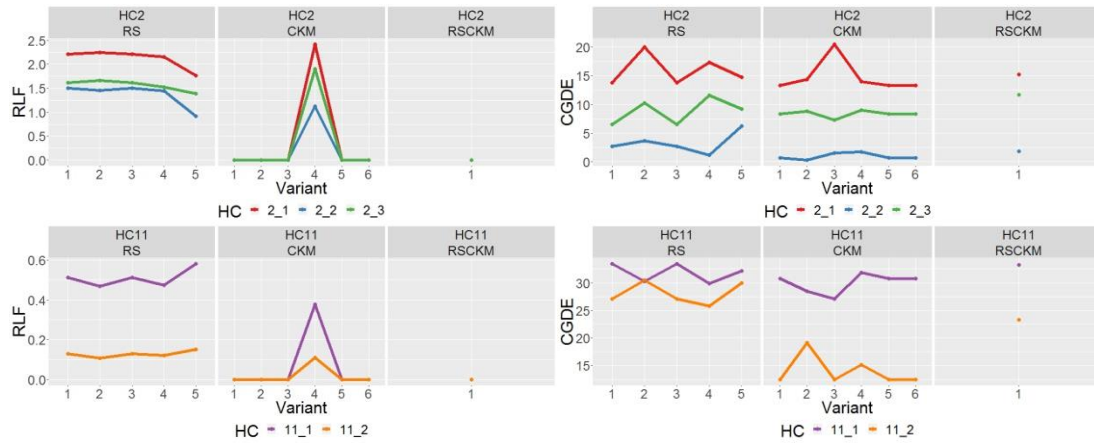 HC2 HC2 HC2
RS CKM RSCKM
RLF
2.5
2.0
1.5
1.0
0.5
0.0
1 2 3 4 5 1 2 3 4 5 6 1
Variant
HC 2_1 2_2 2_3
HC2 HC2 HC2
RS CKM RSCKM
CGDE
20
15
10
5
0
1 2 3 4 5 1 2 3 4 5 6 1
Variant
HC 2_1 2_2 2_3
HC11 HC11 HC11
RS CKM RSCKM
RLF
0.6
0.4
0.2
0.0
1 2 3 4 5 1 2 3 4 5 6 1
Variant
HC 11_1 11_2
HC11 HC11 HC11
RS CKM RSCKM
CGDE
30
25
20
15
1 2 3 4 5 1 2 3 4 5 6 1
Variant
HC 11_1 11_2